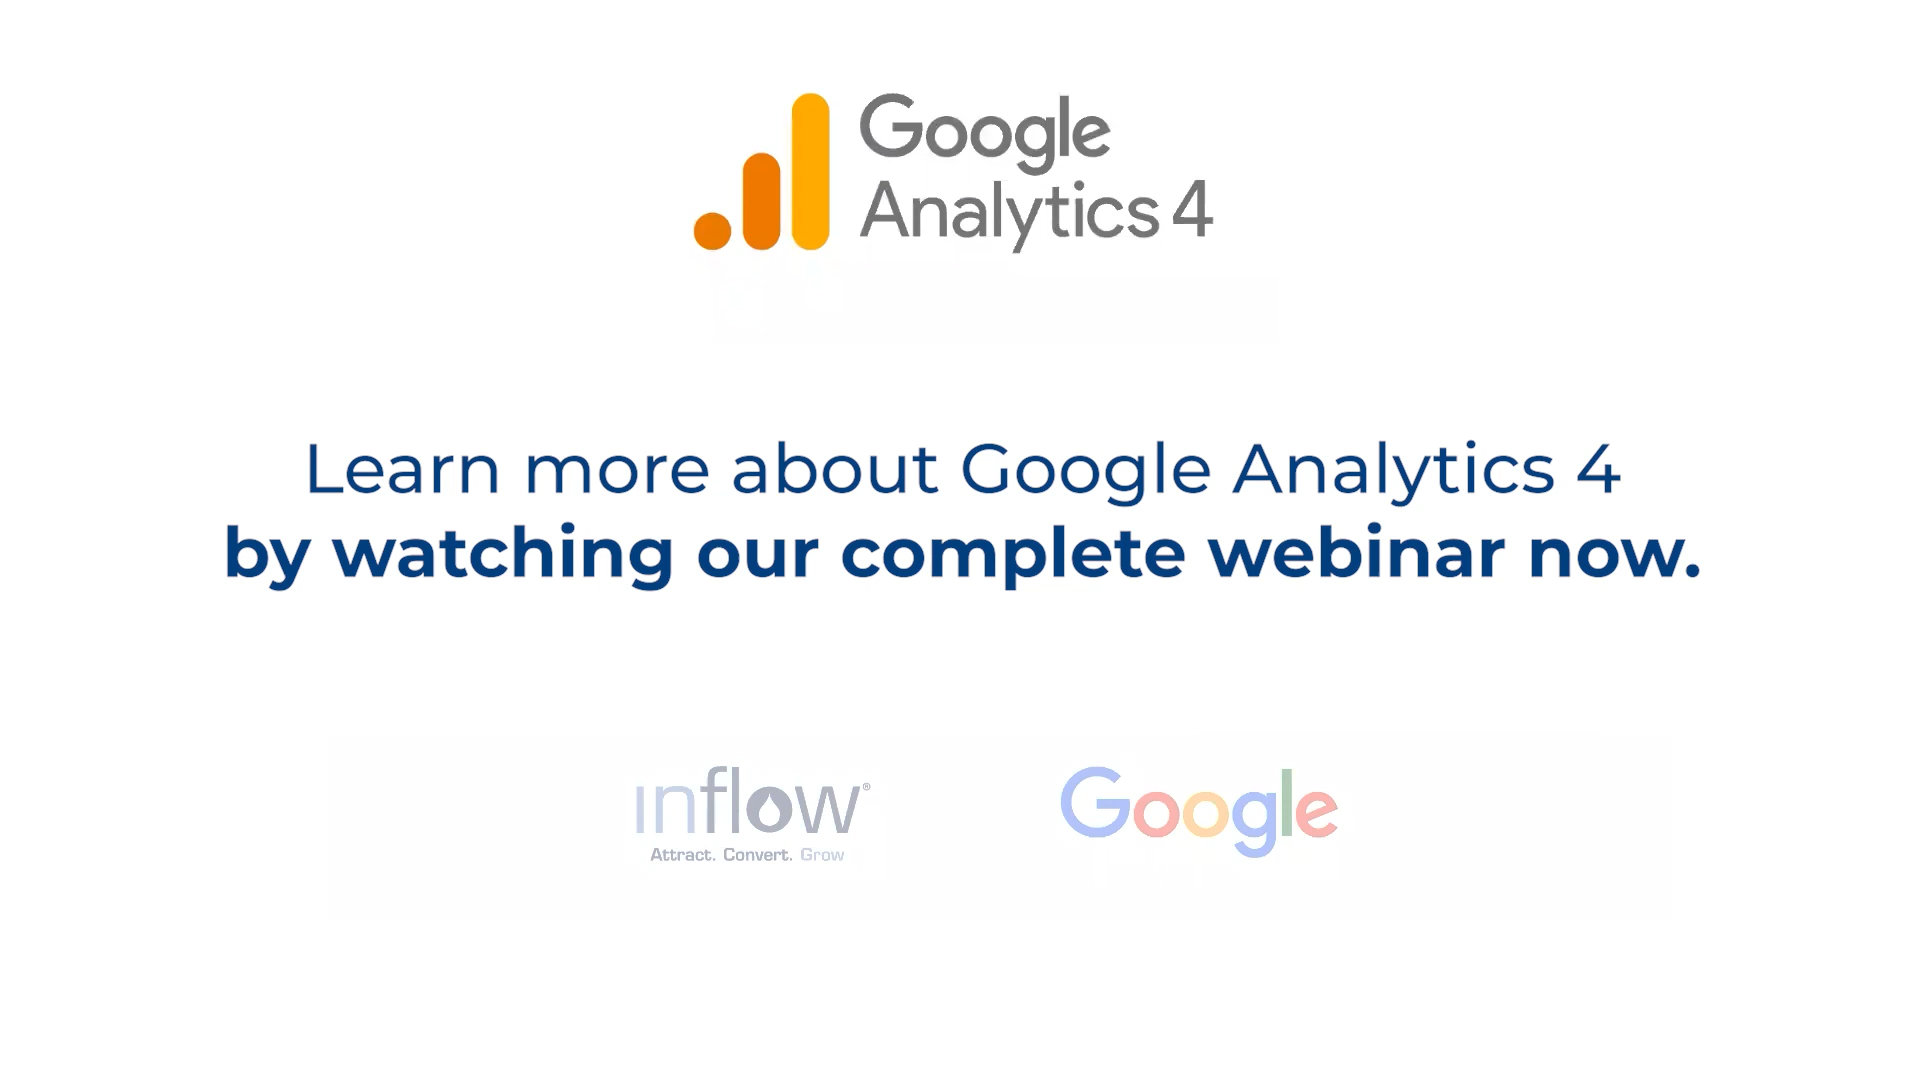 Google
Analytics 4
Learn more about Google Analytics 4
by watching our complete webinar now.
inflow®
Google
Attract. Convert. Grow